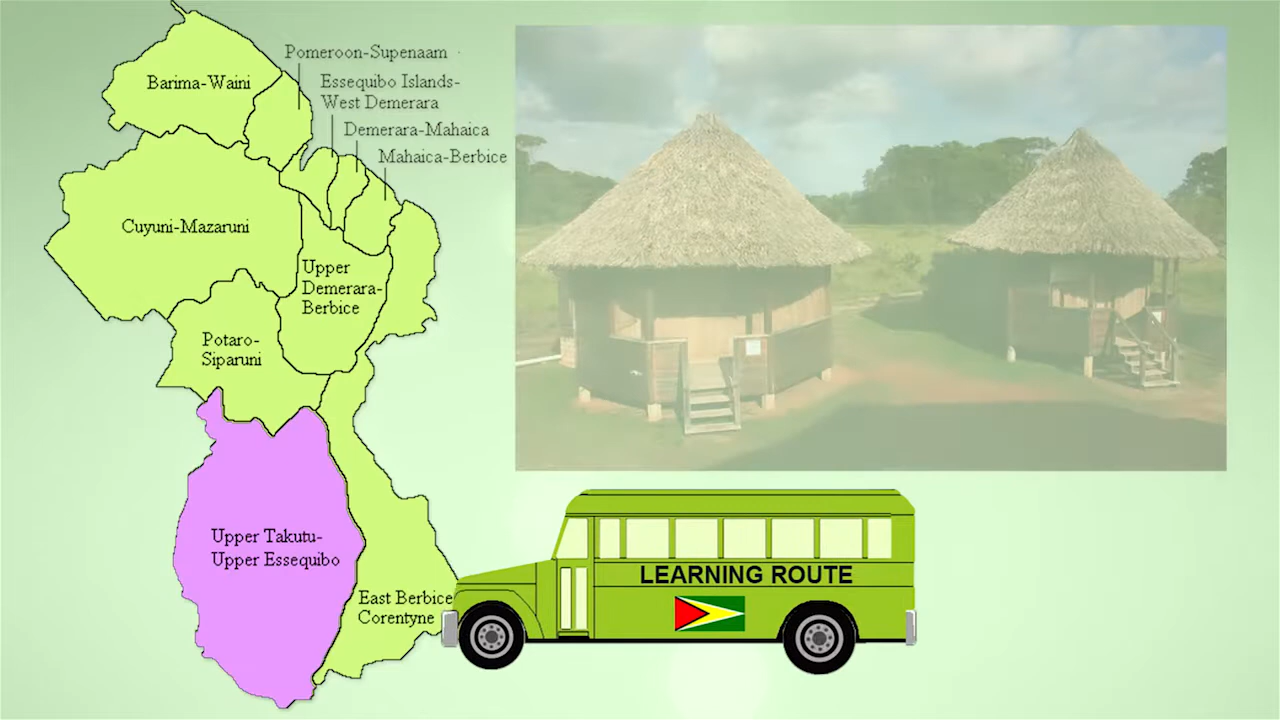 Pomeroon-Supenaam
Barima-Waini
Essequibo Islands-
West Demerara
Demerara-Mahaica
Mahaica-Berbice
Cuyuni-Mazaruni
Upper
Demerara-
Berbice
Potaro-
Siparuni
Upper Takutu-
Upper Essequibo
East Berbice
Corentyne
LEARNING ROUTE